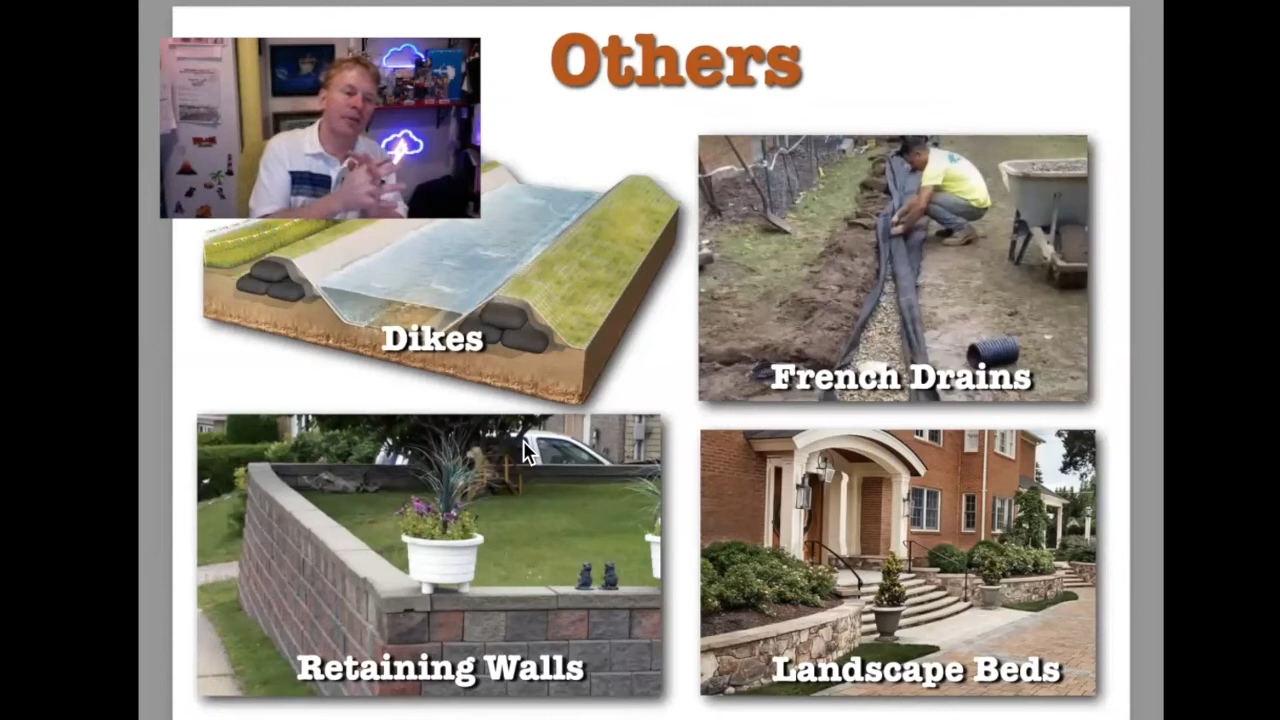 Others
Dikes
French Drains
Retaining Walls
Landscape Beds